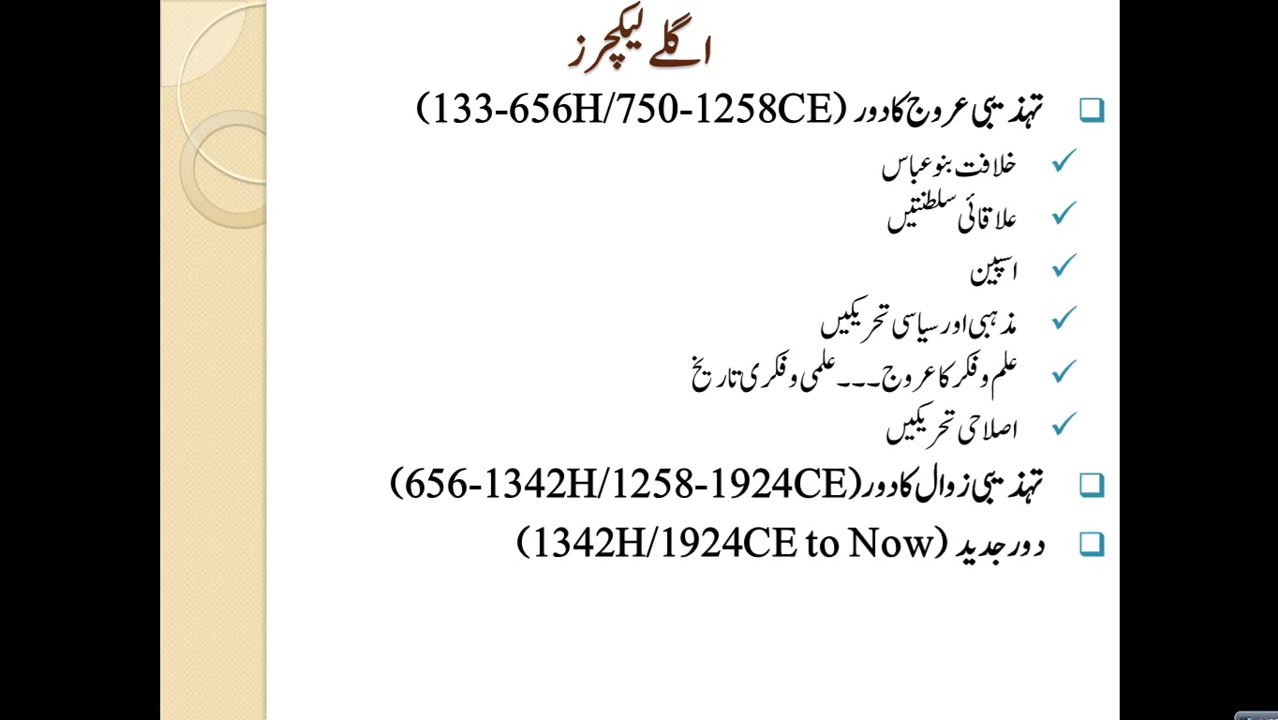 اگلے لیکچرز
تہذیبی عروج کا دور (133-656H/750-1258CE)
خلافت بنو عباس
علاقائی سلطنتیں
اسپین
مذہبی اور سیاسی تحریکیں
علم و فکر کا عروج۔۔۔علمی و فکری تاریخ
اصلاحی تحریکیں
تہذیبی زوال کا دور(656-1342H/1258-1924CE)
دور جدید (1342H/1924CE to Now)